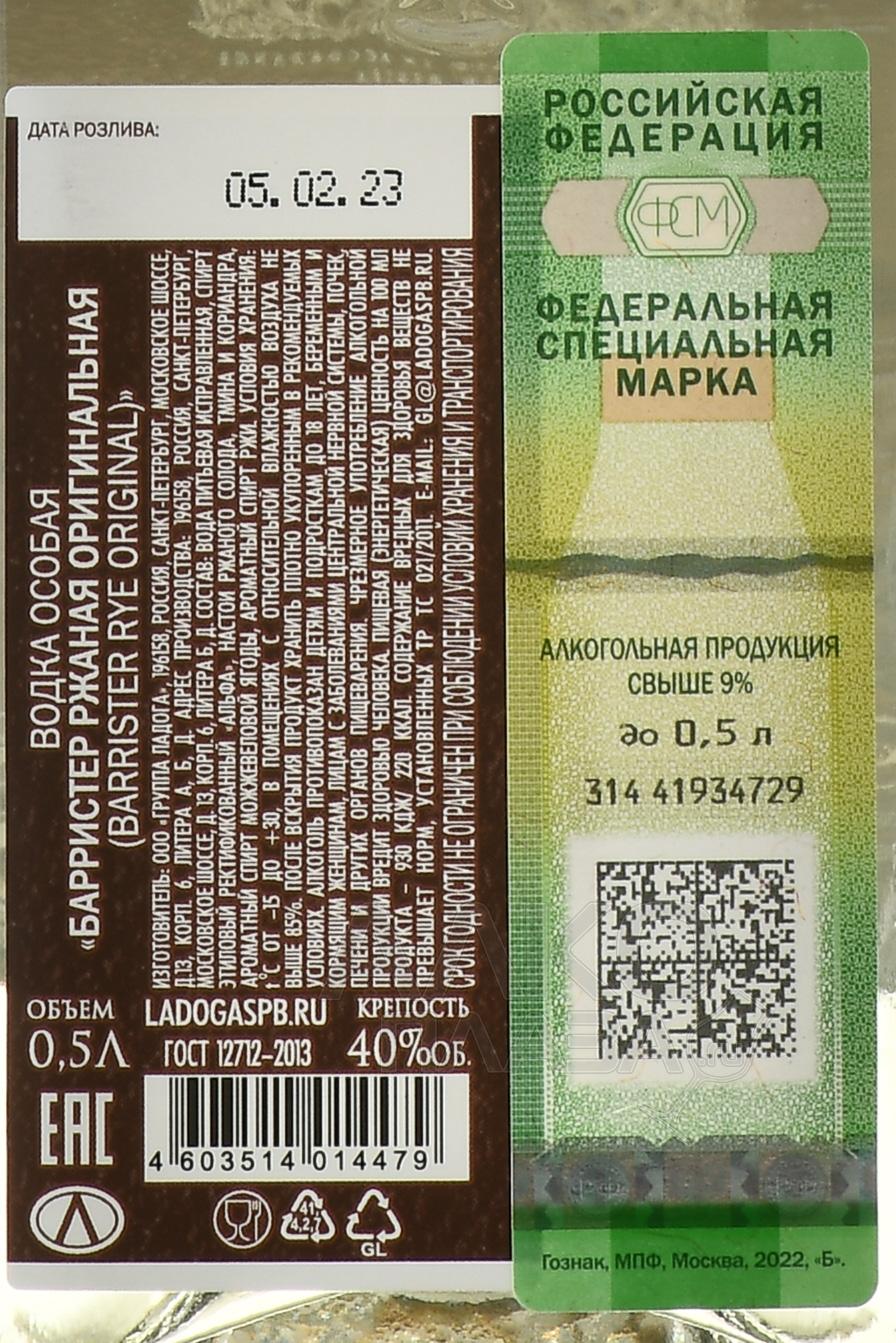 ДАТА РОЗЛИВА:
05. 02. 23
ВОДКА ОСОБАЯ
«БАРРИСТЕР РЖАНАЯ ОРИГИНАЛЬНАЯ
(BARRISTER RYE ORIGINAL)»
ИЗГОТОВИТЕЛЬ: ООО «ГРУППА ЛАДОГА», 196158, РОССИЯ, САНКТ-ПЕТЕРБУРГ, МОСКОВСКОЕ ШОССЕ,
Д.13, КОРП. 6, ЛИТЕРА А, Б, Д. АДРЕС ПРОИЗВОДСТВА: 196158, РОССИЯ, САНКТ-ПЕТЕРБУРГ,
МОСКОВСКОЕ ШОССЕ, Д. 13, КОРП. 6, ЛИТЕРА Б, Д. СОСТАВ: ВОДА ПИТЬЕВАЯ ИСПРАВЛЕННАЯ, СПИРТ
ЭТИЛОВЫЙ РЕКТИФИКОВАННЫЙ «АЛЬФА», НАСТОИ РЖАНОГО СОЛОДА, ТМИНА И КОРИАНДРА,
АРОМАТНЫЙ СПИРТ МОЖЖЕВЕЛОВОЙ ЯГОДЫ, АРОМАТНЫЙ СПИРТ РЖИ. УСЛОВИЯ ХРАНЕНИЯ:
t °C ОТ -15 ДО +30, В ПОМЕЩЕНИЯХ С ОТНОСИТЕЛЬНОЙ ВЛАЖНОСТЬЮ ВОЗДУХА НЕ
ВЫШЕ 85%. ПОСЛЕ ВСКРЫТИЯ ПРОДУКТ ХРАНИТЬ ПЛОТНО УКУПОРЕННЫМ В РЕКОМЕНДУЕМЫХ
УСЛОВИЯХ. АЛКОГОЛЬ ПРОТИВОПОКАЗАН ДЕТЯМ И ПОДРОСТКАМ ДО 18 ЛЕТ, БЕРЕМЕННЫМ И
КОРМЯЩИМ ЖЕНЩИНАМ, ЛИЦАМ С ЗАБОЛЕВАНИЯМИ ЦЕНТРАЛЬНОЙ НЕРВНОЙ СИСТЕМЫ, ПОЧЕК,
ПЕЧЕНИ И ДРУГИХ ОРГАНОВ ПИЩЕВАРЕНИЯ. ЧРЕЗМЕРНОЕ УПОТРЕБЛЕНИЕ АЛКОГОЛЬНОЙ
ПРОДУКЦИИ ВРЕДИТ ЗДОРОВЬЮ ЧЕЛОВЕКА. ПИЩЕВАЯ (ЭНЕРГЕТИЧЕСКАЯ) ЦЕННОСТЬ НА 100 МЛ
ПРОДУКТА – 930 КДЖ/ 220 ККАЛ. СОДЕРЖАНИЕ ВРЕДНЫХ ДЛЯ ЗДОРОВЬЯ ВЕЩЕСТВ НЕ
ПРЕВЫШАЕТ НОРМ, УСТАНОВЛЕННЫХ ТР ТС 021/2011. E-MAIL: GL@LADOGASPB.RU.
СРОК ГОДНОСТИ НЕ ОГРАНИЧЕН ПРИ СОБЛЮДЕНИИ УСЛОВИЙ ХРАНЕНИЯ И ТРАНСПОРТИРОВАНИЯ
ОБЪЕМ
0,5Л
LADOGASPB.RU
ГОСТ 12712-2013
КРЕПОСТЬ
40%ОБ.
EAC
4 603514 014479
41
4,2,7
GL
РОССИЙСКАЯ
ФЕДЕРАЦИЯ
ФСМ
ФЕДЕРАЛЬНАЯ
СПЕЦИАЛЬНАЯ
МАРКА
АЛКОГОЛЬНАЯ ПРОДУКЦИЯ
СВЫШЕ 9%
до 0,5 л
314 41934729
Гознак, МПФ, Москва, 2022, «Б».